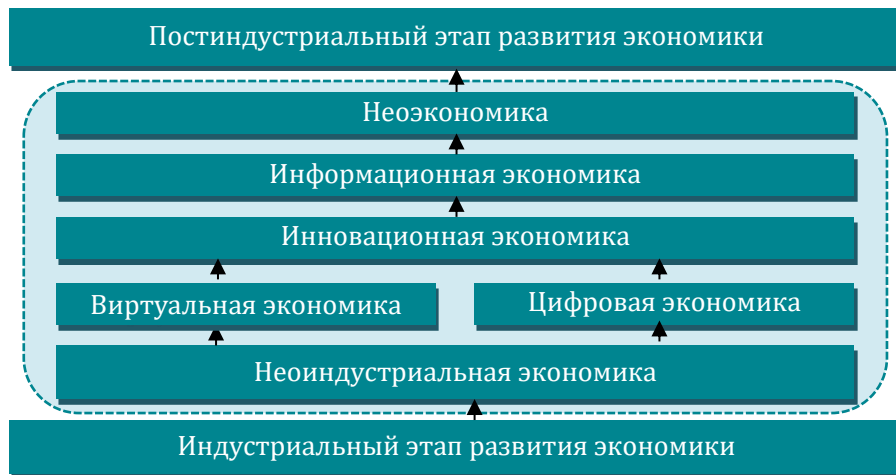 Постиндустриальный этап развития экономики
Неоэкономика
Информационная экономика
Инновационная экономика
Виртуальная экономика
Цифровая экономика
Неоиндустриальная экономика
Индустриальный этап развития экономики